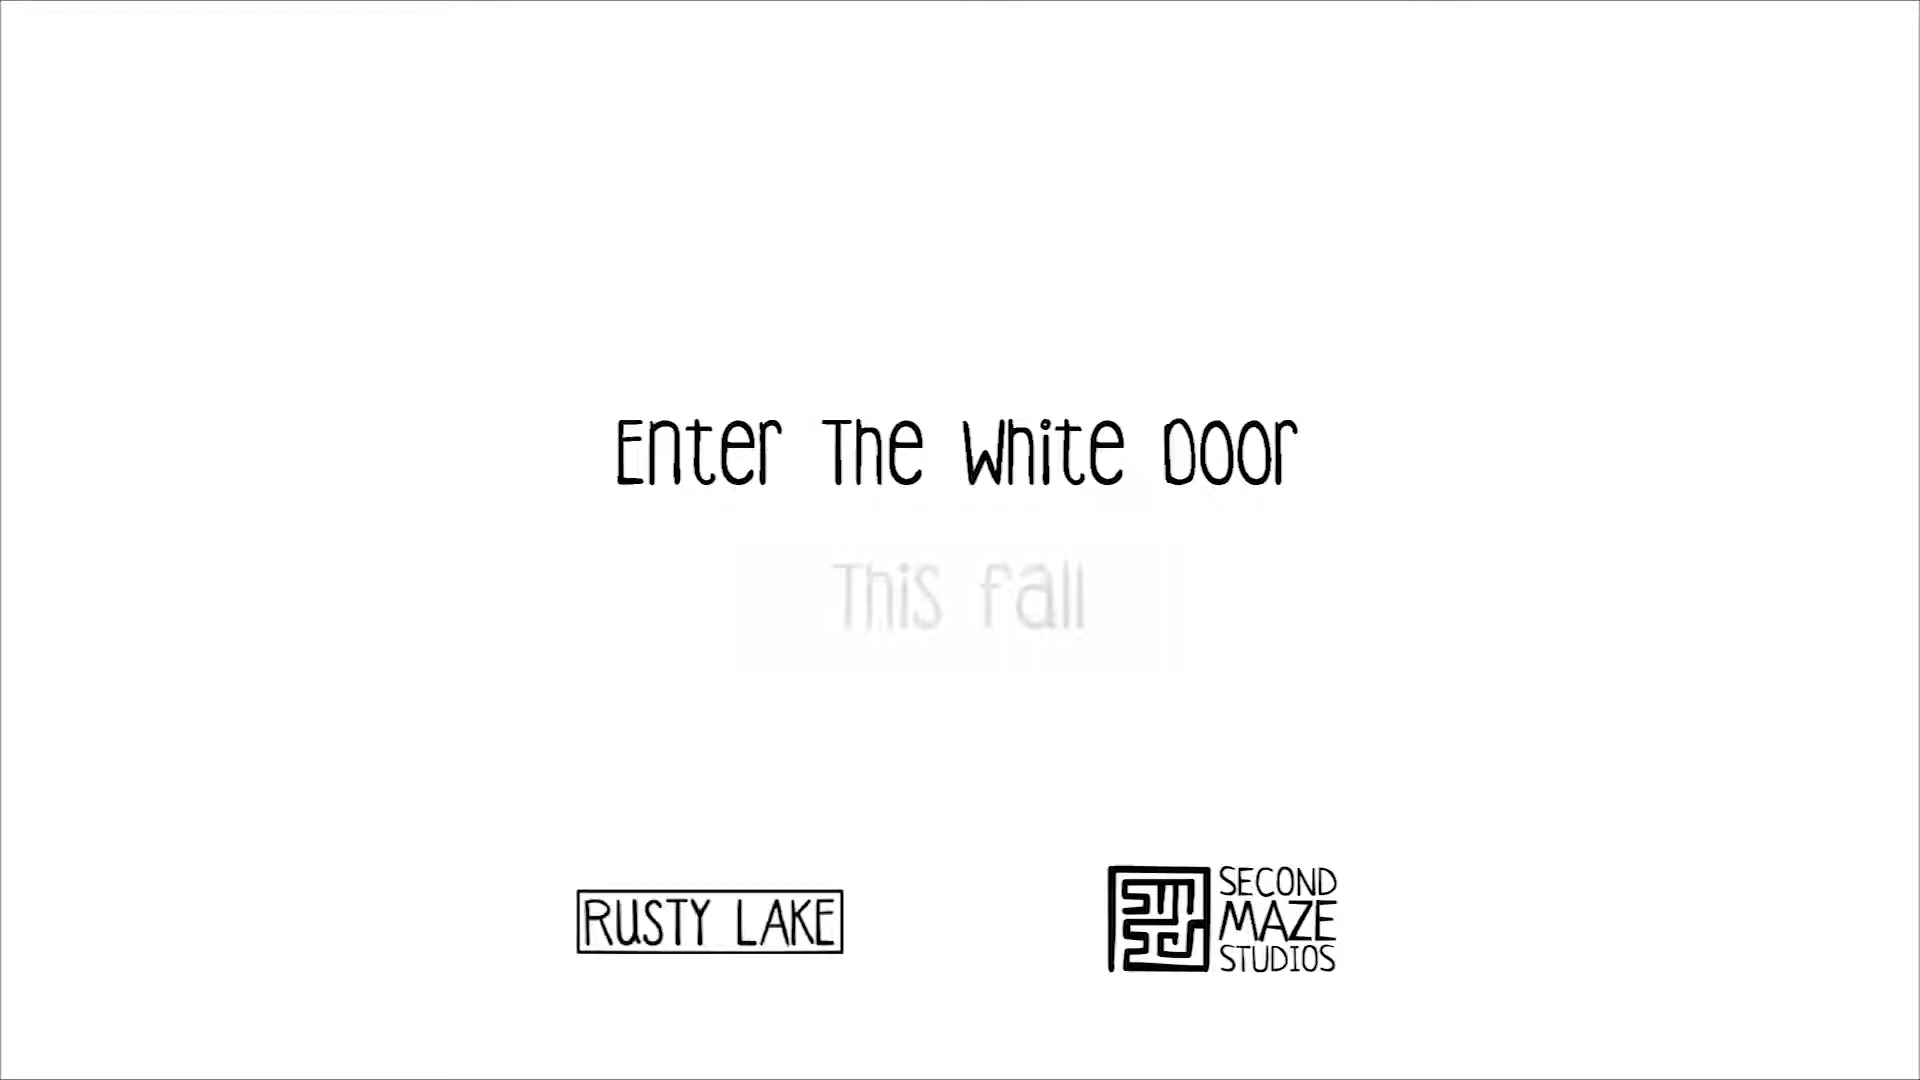 Enter The White Door
This fall
RUSTY LAKE
SECOND
MAZE
STUDIOS